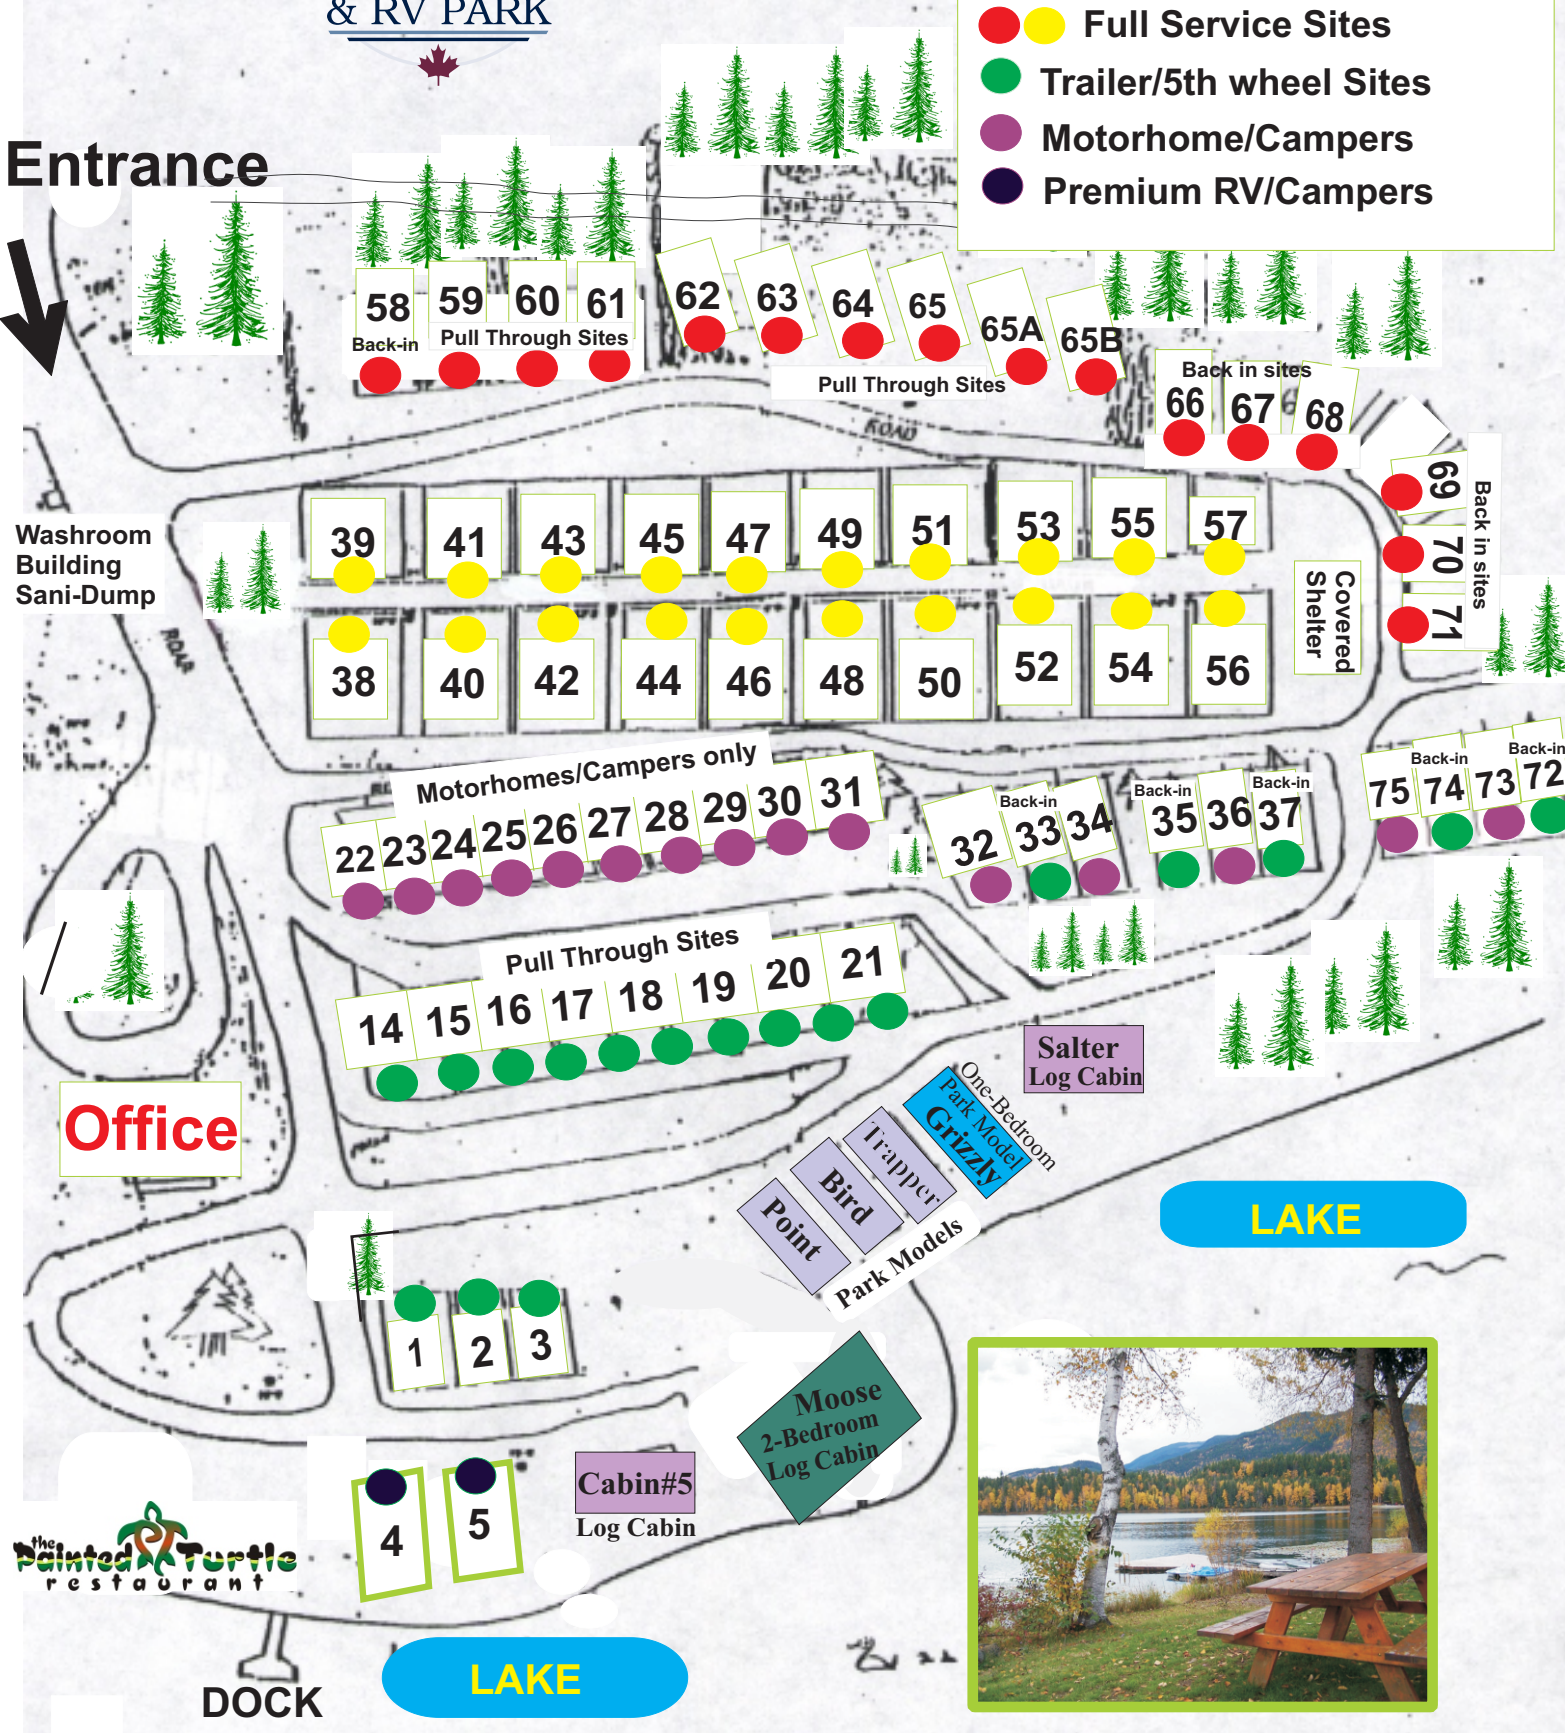 & RV PARK
Full Service Sites
Trailer/5th wheel Sites
Motorhome/Campers
Premium RV/Campers
Entrance
58
59
60
61
Back-in
Pull Through Sites
62
63
64
65
65A
65B
Pull Through Sites
Back in sites
66
67
68
ROAD
69
70
71
Back in sites
Washroom
Building
Sani-Dump
ROAD
39
41
43
45
47
49
51
53
55
57
38
40
42
44
46
48
50
52
54
56
Covered
Shelter
Motorhomes/Campers only
22
23
24
25
26
27
28
29
30
31
Back-in
32
33
34
Back-in
Back-in
35
36
37
Back-in
Back-in
75
74
73
72
Pull Through Sites
14
15
16
17
18
19
20
21
Office
Salter
Log Cabin
One-Bedroom
Park Model
Grizzly
Trapper
Bird
Point
Park Models
LAKE
1
2
3
Moose
2-Bedroom
Log Cabin
4
5
Cabin#5
Log Cabin
the
Painted Turtle
restaurant
DOCK
LAKE